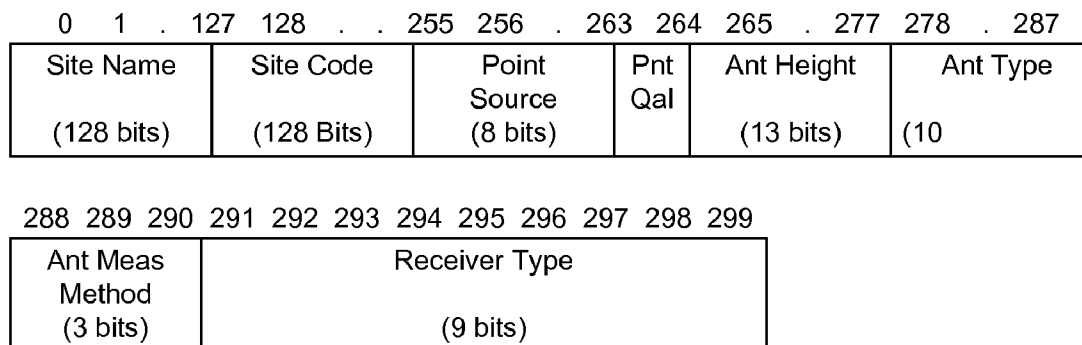 0 1 . 127 128 . . 255 256 . 263 264 265 . 277 278 . 287
Site Name Site Code Point Pnt Ant Height Ant Type
Source Qal
(128 bits) (128 Bits) (8 bits) (13 bits) (10
288 289 290 291 292 293 294 295 296 297 298 299
Ant Meas Receiver Type
Method
(3 bits) (9 bits)